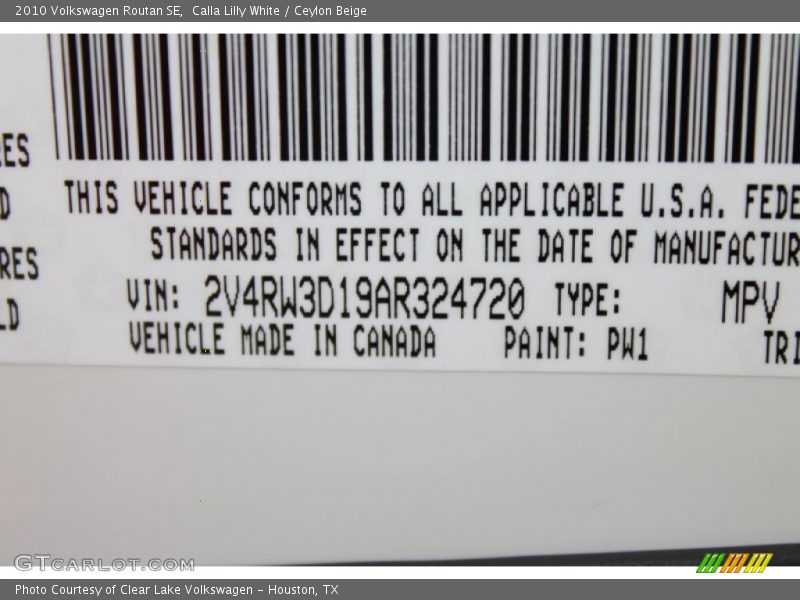 2010 Volkswagen Routan SE,  Calla Lilly White / Ceylon Beige
ES
D
RES
LD
THIS VEHICLE CONFORMS TO ALL APPLICABLE U.S.A. FEDE
STANDARDS IN EFFECT ON THE DATE OF MANUFACTUR
VIN: 2V4RW3D19AR324720 TYPE: MPV
VEHICLE MADE IN CANADA PAINT: PW1 TRI
GTCARLOT.COM
Photo Courtesy of Clear Lake Volkswagen – Houston, TX